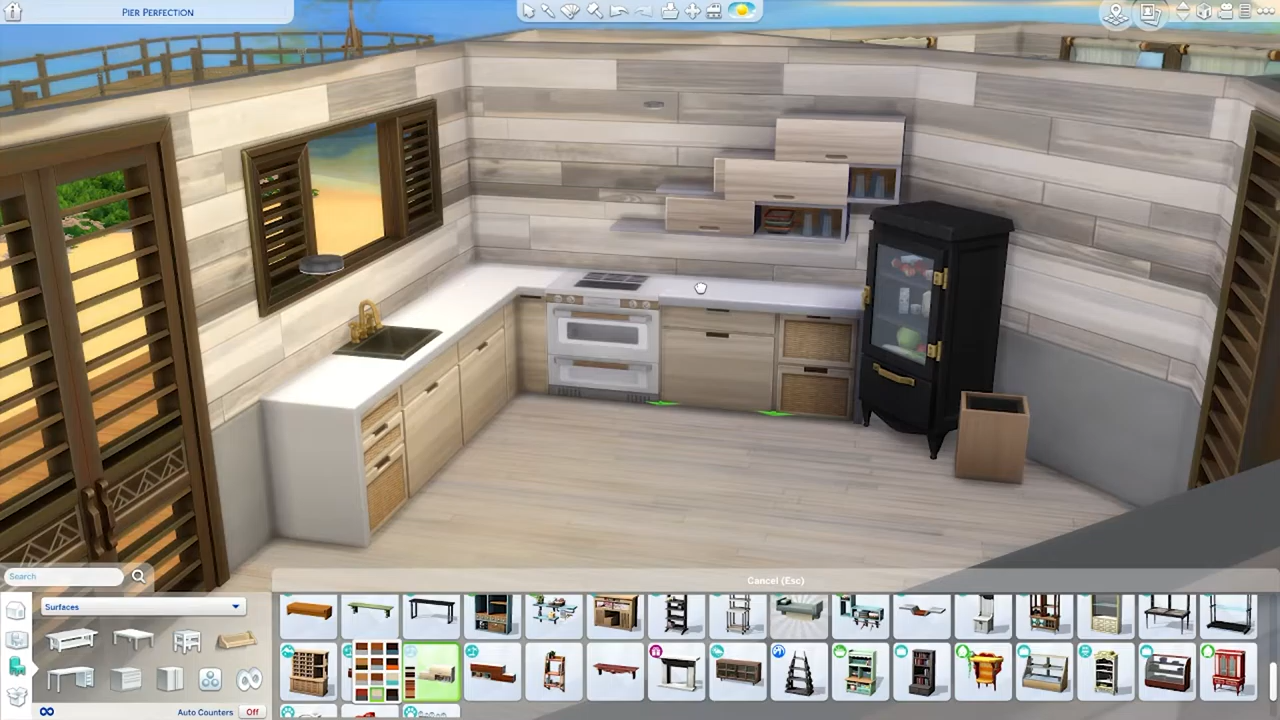 PIER PERFECTION
Cancel (Esc)
Search
Surfaces
Auto Counters
Off